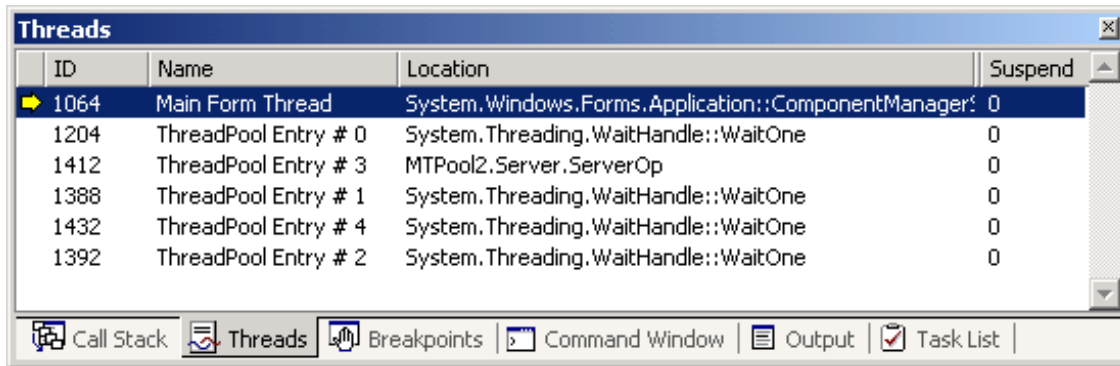 Threads
ID Name Location Suspend
1064 Main Form Thread System.Windows.Forms.Application::ComponentManager 0
1204 ThreadPool Entry # 0 System.Threading.WaitHandle::WaitOne 0
1412 ThreadPool Entry # 3 MTPool2.Server.ServerOp 0
1388 ThreadPool Entry # 1 System.Threading.WaitHandle::WaitOne 0
1432 ThreadPool Entry # 4 System.Threading.WaitHandle::WaitOne 0
1392 ThreadPool Entry # 2 System.Threading.WaitHandle::WaitOne 0
Call Stack Threads Breakpoints Command Window Output Task List